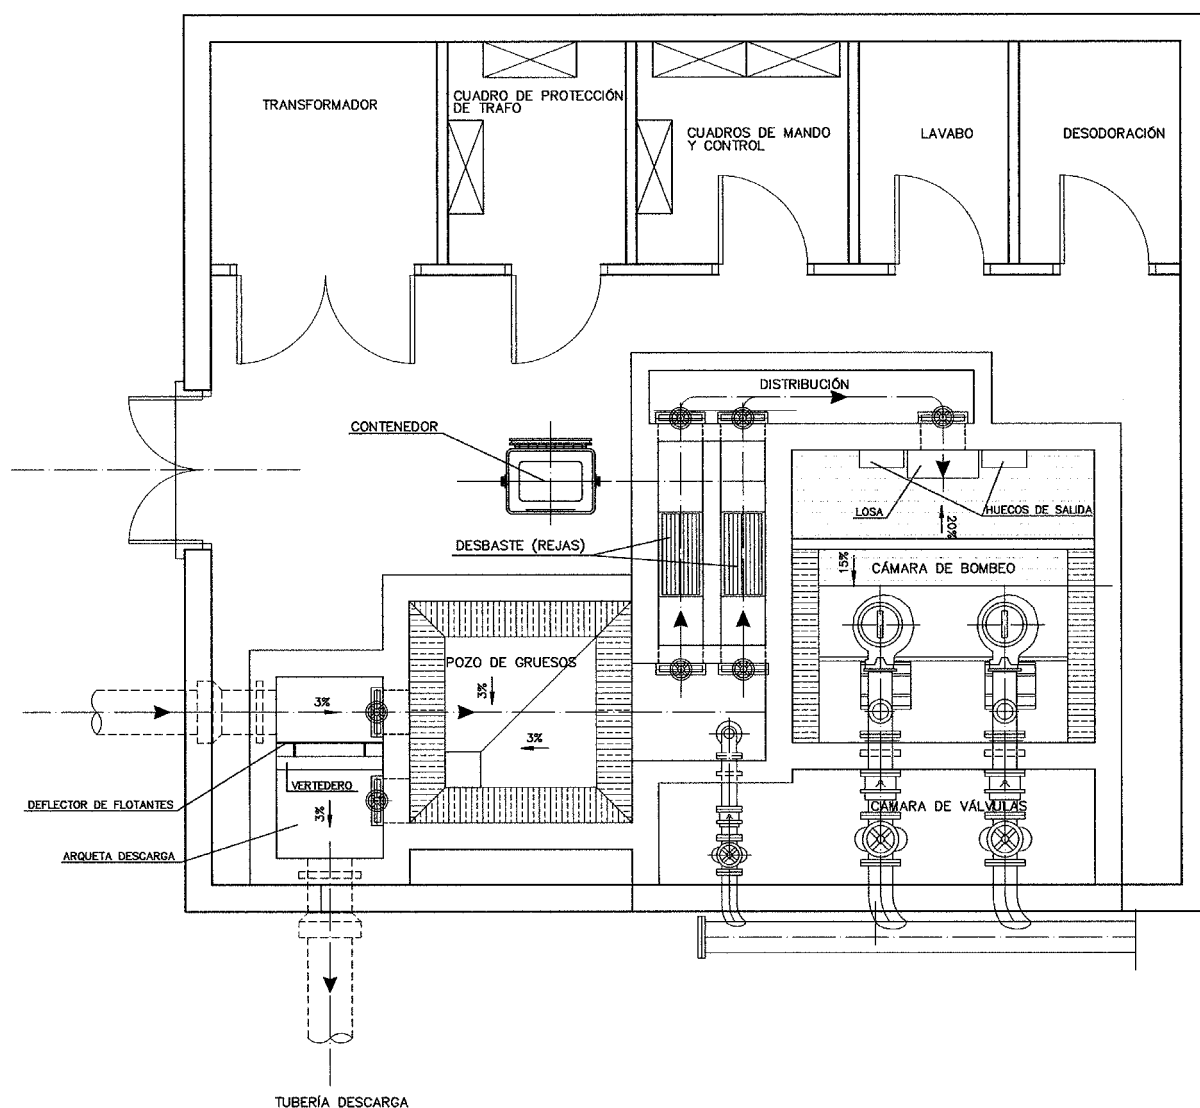 TRANSFORMADOR
CUADRO DE PROTECCIÓN
DE TRAFO
CUADROS DE MANDO
Y CONTROL
LAVABO
DESODORACIÓN
DISTRIBUCIÓN
CONTENEDOR
LOSA
HUECOS DE SALIDA
20%
DESBASTE (REJAS)
15%
CÁMARA DE BOMBEO
POZO DE GRUESOS
3%
3%
3%
VERTEDERO
DEFLECTOR DE FLOTANTES
3%
CÁMARA DE VÁLVULAS
ARQUETA DESCARGA
TUBERÍA DESCARGA